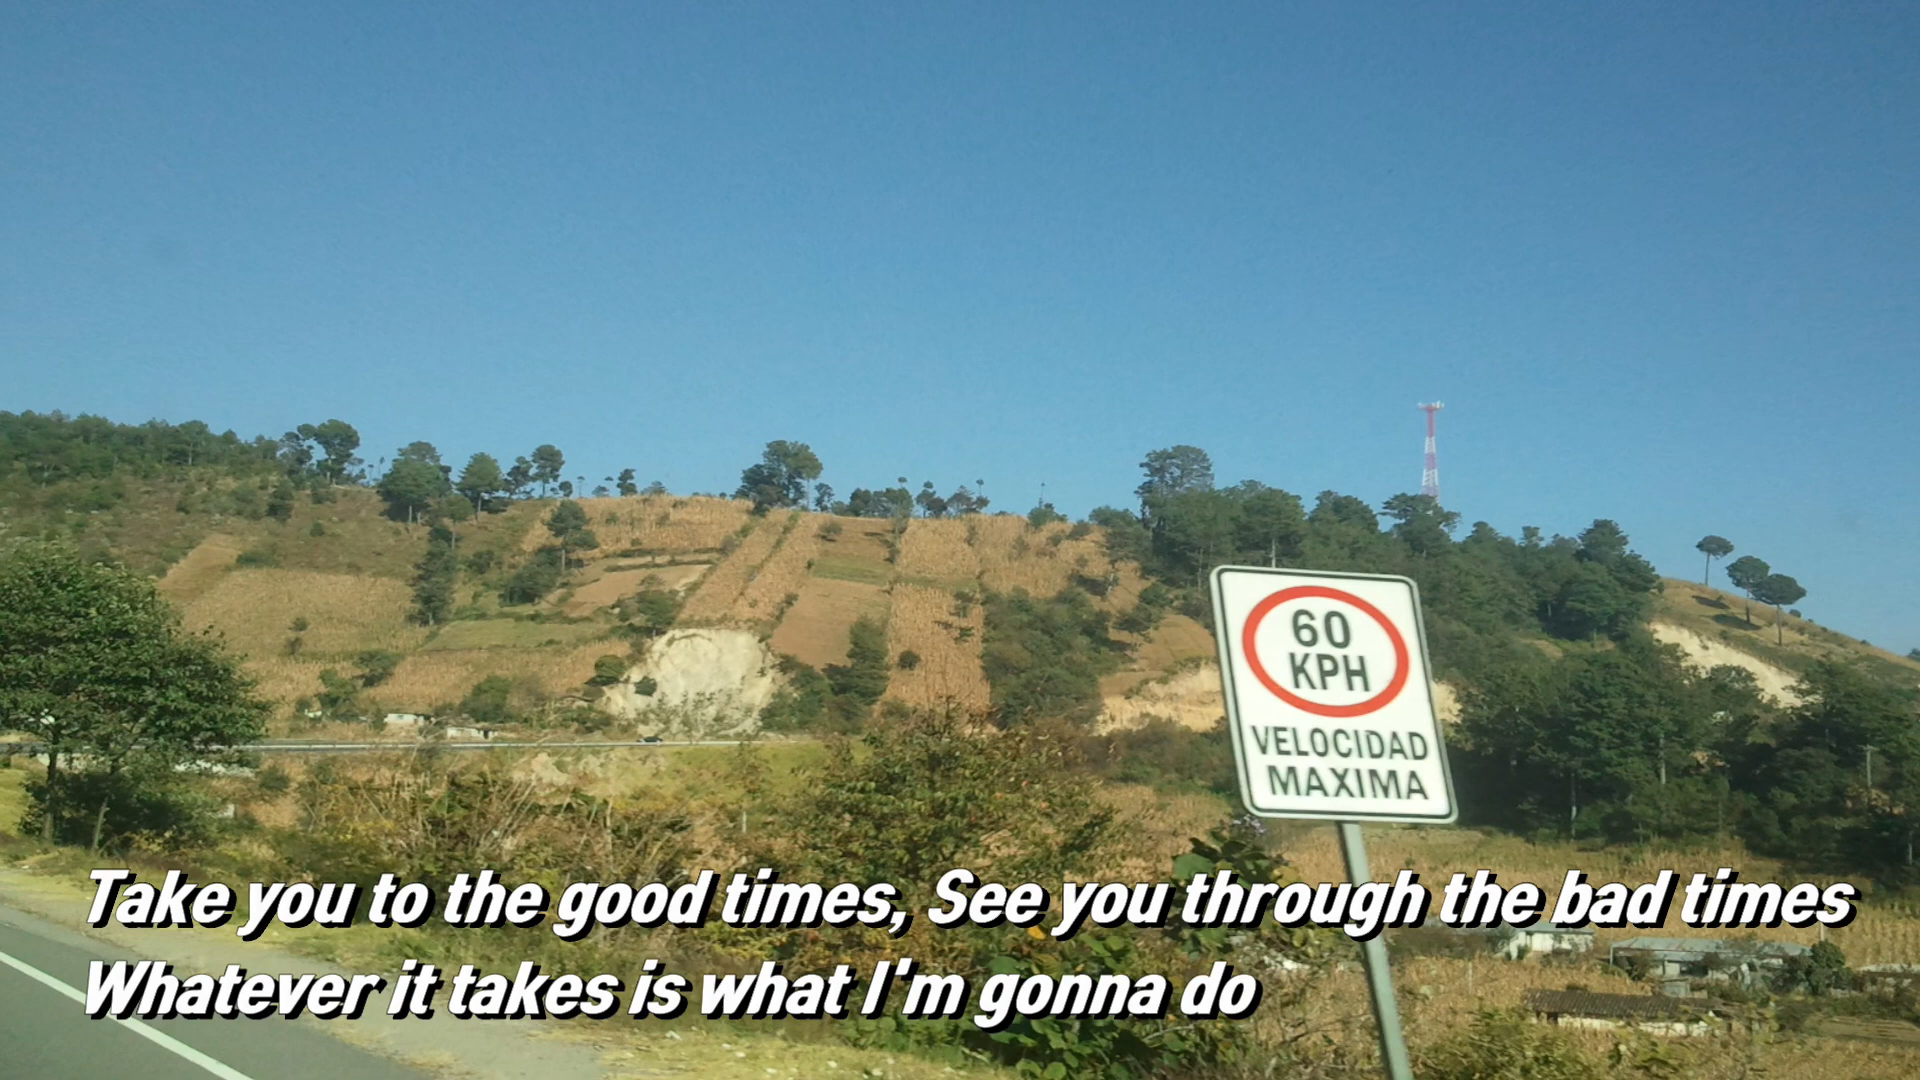 60
KPH
VELOCIDAD
MAXIMA
Take you to the good times, See you through the bad times
Whatever it takes is what I'm gonna do